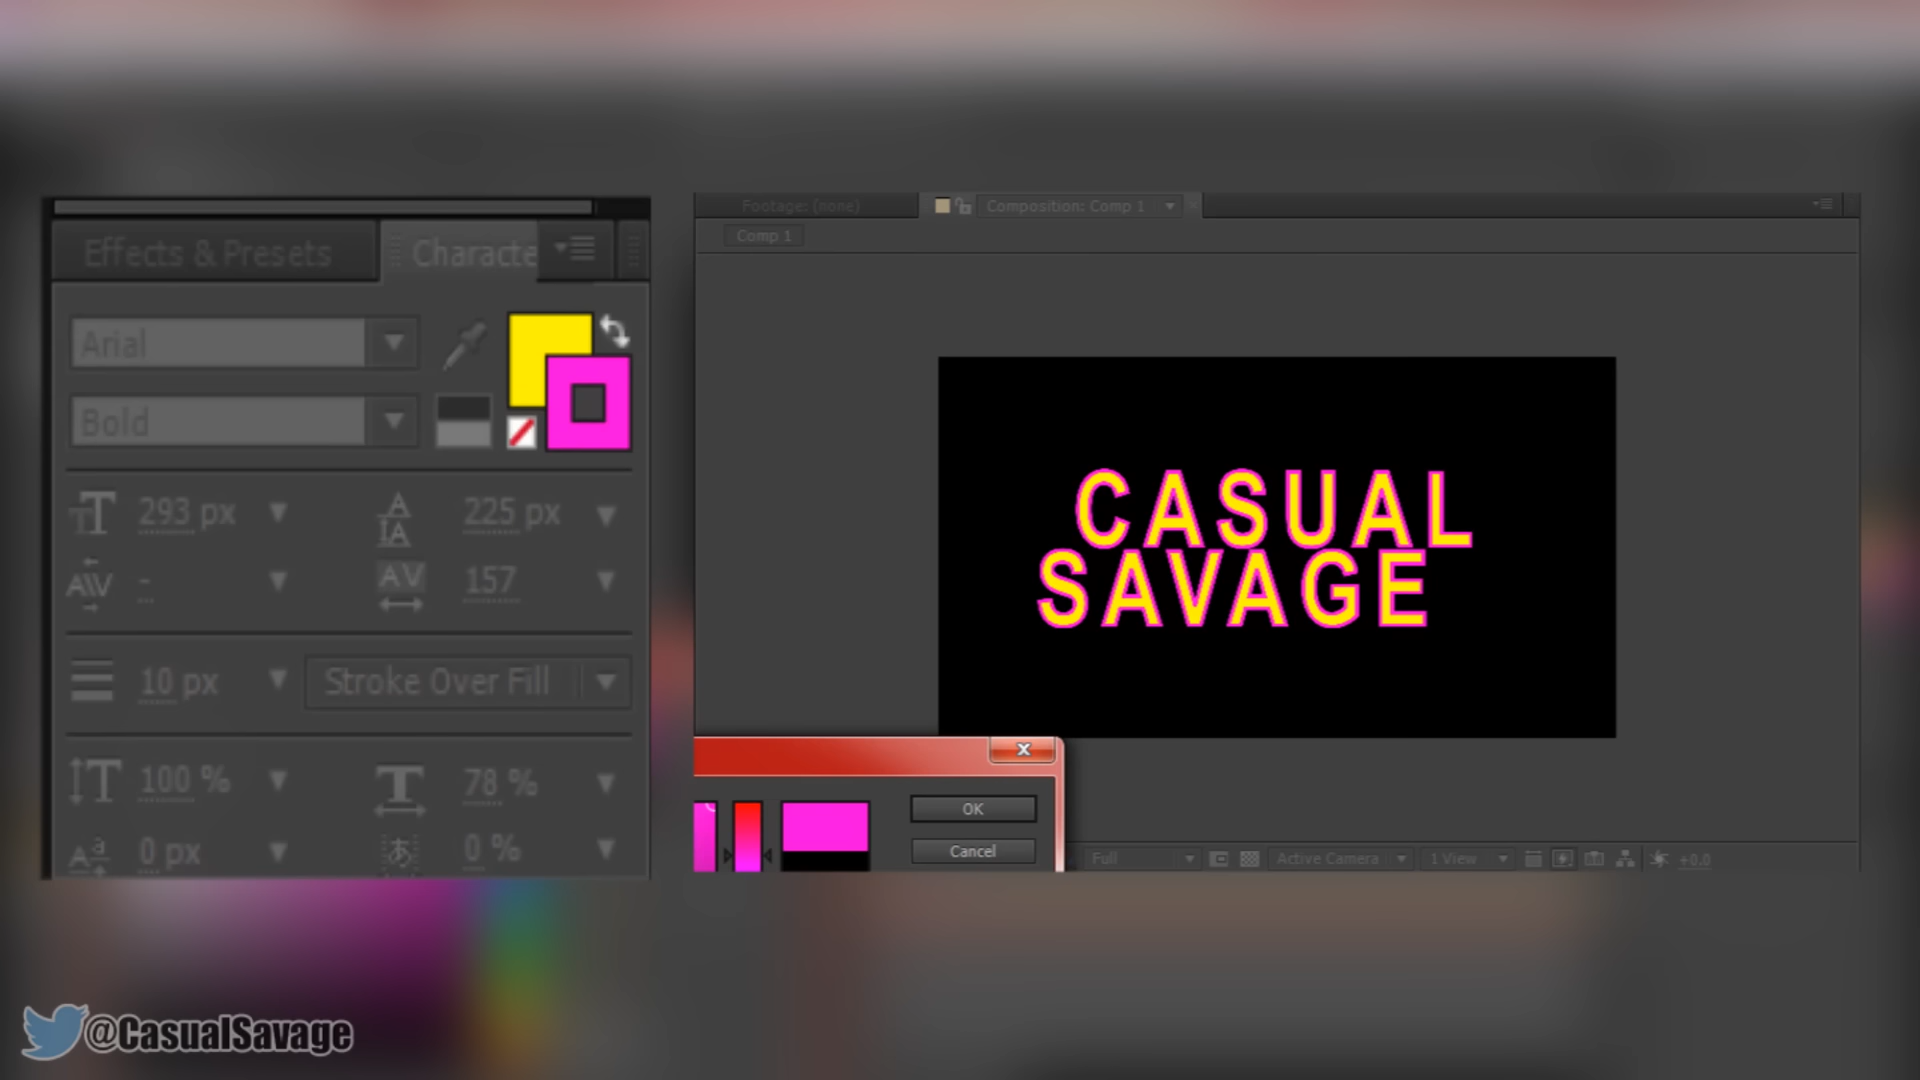 Effects & Presets
Characte
Arial
Bold
293 px
225 px
-
157
10 px
Stroke Over Fill
100 %
78 %
0 px
0 %
Footage: (none)
Composition: Comp 1
Comp 1
CASUAL
SAVAGE
OK
Cancel
Full
Active Camera
1 View
+0.0
@CasualSavage